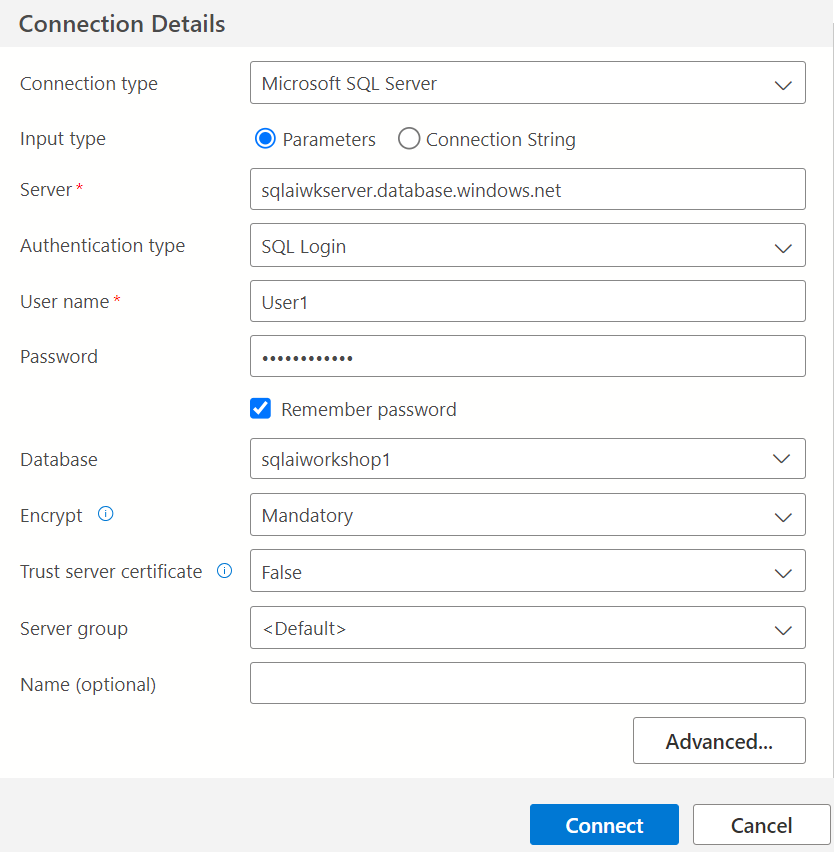 Connection Details
Connection type Microsoft SQL Server
Input type Parameters Connection String
Server * sqlaiwkserver.database.windows.net
Authentication type SQL Login
User name * User1
Password ••••••••••••
Remember password
Database sqlaiworkshop1
Encrypt Mandatory
Trust server certificate False
Server group <Default>
Name (optional)
Advanced...
Connect Cancel